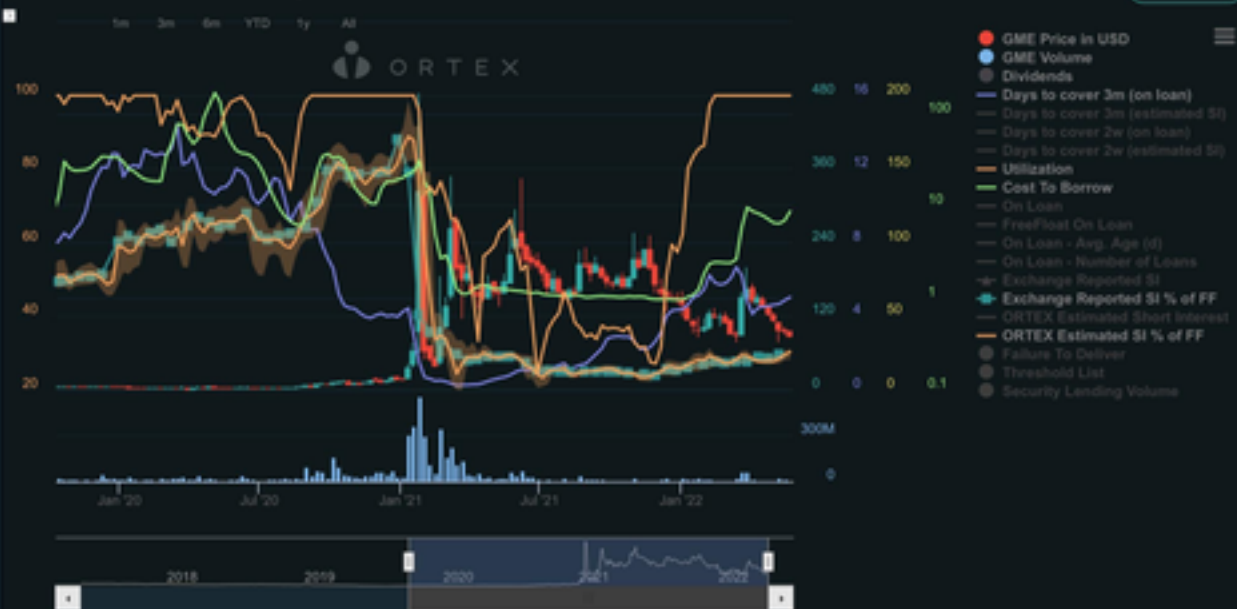 1m 3m 6m YTD 1y All
ORTEX
GME Price in USD
GME Volume
Dividends
Days to cover 3m (on loan)
Days to cover 3m (estimated SI)
Days to cover 2w (on loan)
Days to cover 2w (estimated SI)
Utilization
Cost To Borrow
On Loan
FreeFloat On Loan
On Loan - Avg. Age (d)
On Loan - Number of Loans
Exchange Reported SI
Exchange Reported SI % of FF
ORTEX Estimated Short Interest
ORTEX Estimated SI % of FF
Failure To Deliver
Threshold List
Security Lending Volume
100 480 16 200
100
80 360 12 150
10
60 240 8 100
1
40 120 4 50
20 0 0 0 0.1
300M
0
Jan '20 Jul '20 Jan '21 Jul '21 Jan '22
2018 2019 2020 2021 2022